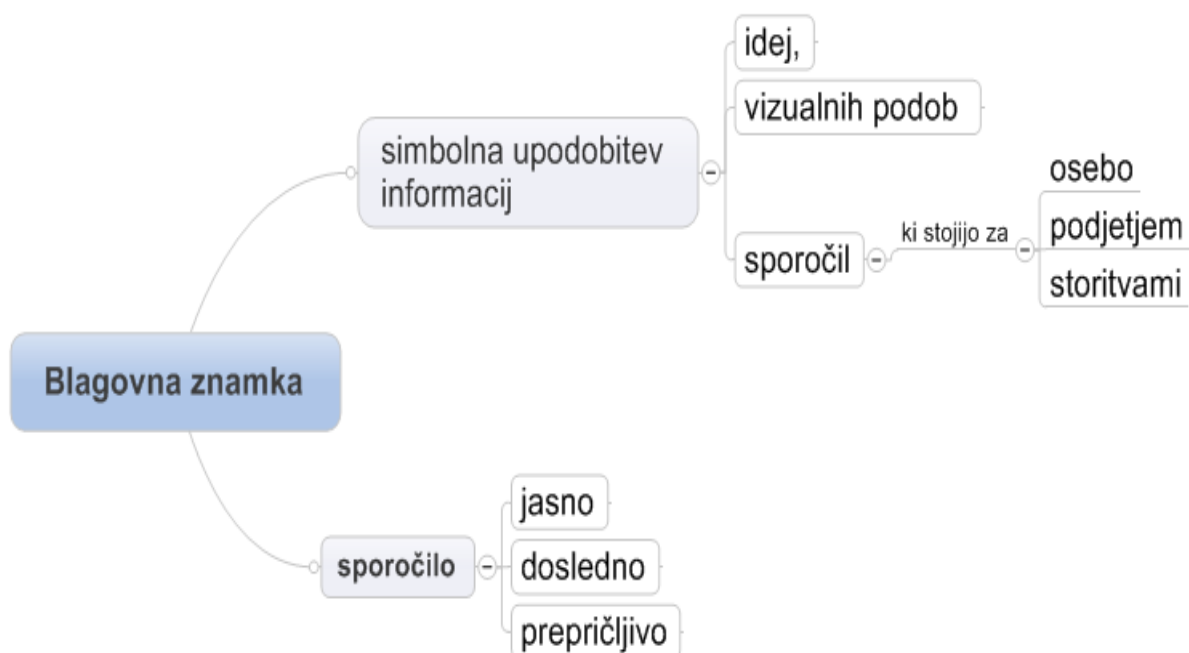 Blagovna znamka
simbolna upodobitev
informacij
idej,
vizualnih podob
sporočil
ki stojijo za
osebo
podjetjem
storitvami
sporočilo
jasno
dosledno
prepričljivo